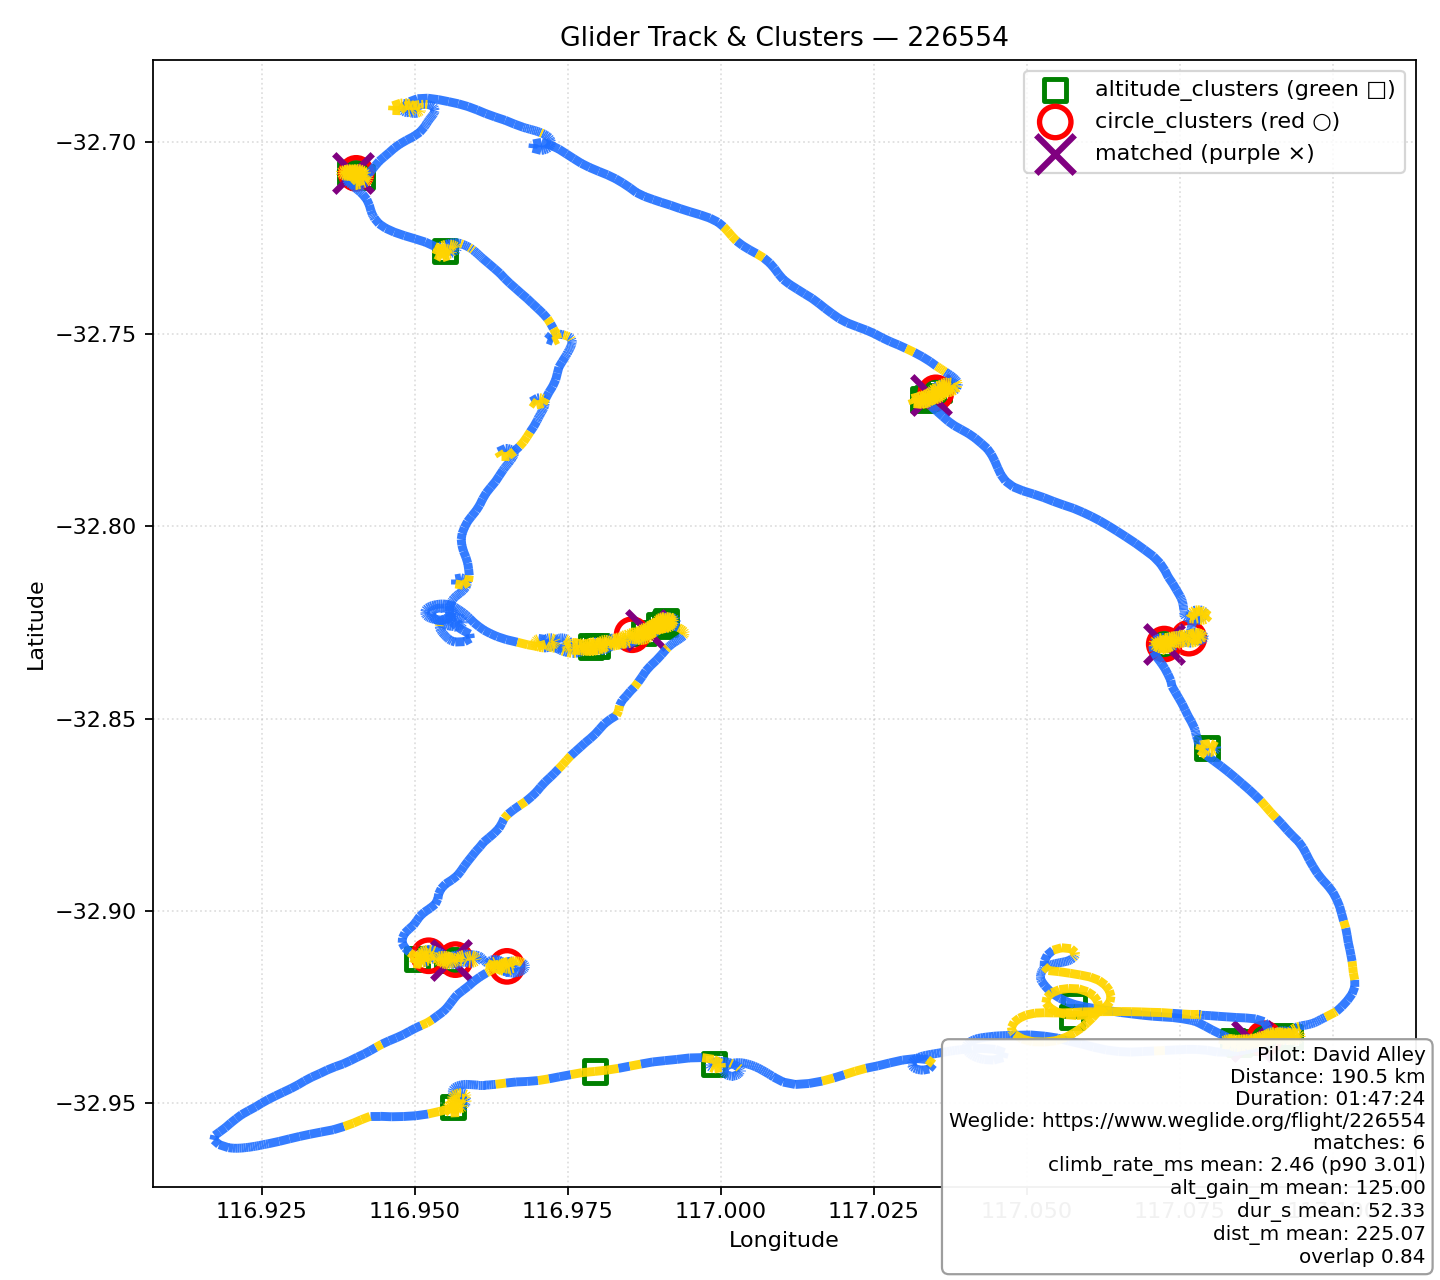 Glider Track & Clusters — 226554
altitude_clusters (green □)
circle_clusters (red ○)
matched (purple ×)
Latitude
−32.70
−32.75
−32.80
−32.85
−32.90
−32.95
Pilot: David Alley
Distance: 190.5 km
Duration: 01:47:24
Weglide: https://www.weglide.org/flight/226554
matches: 6
climb_rate_ms mean: 2.46 (p90 3.01)
alt_gain_m mean: 125.00
dur_s mean: 52.33
dist_m mean: 225.07
overlap 0.84
116.925
116.950
116.975
117.000
117.025
117.050
117.075
Longitude